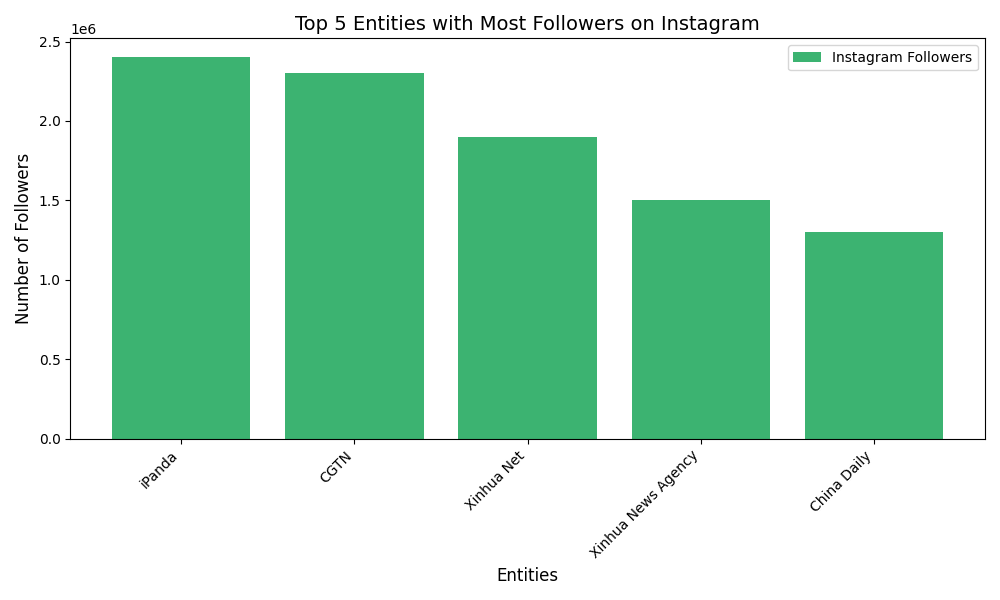 Top 5 Entities with Most Followers on Instagram
1e6
2.5
2.0
1.5
1.0
0.5
0.0
Number of Followers
Instagram Followers
iPanda
CGTN
Xinhua Net
Xinhua News Agency
China Daily
Entities